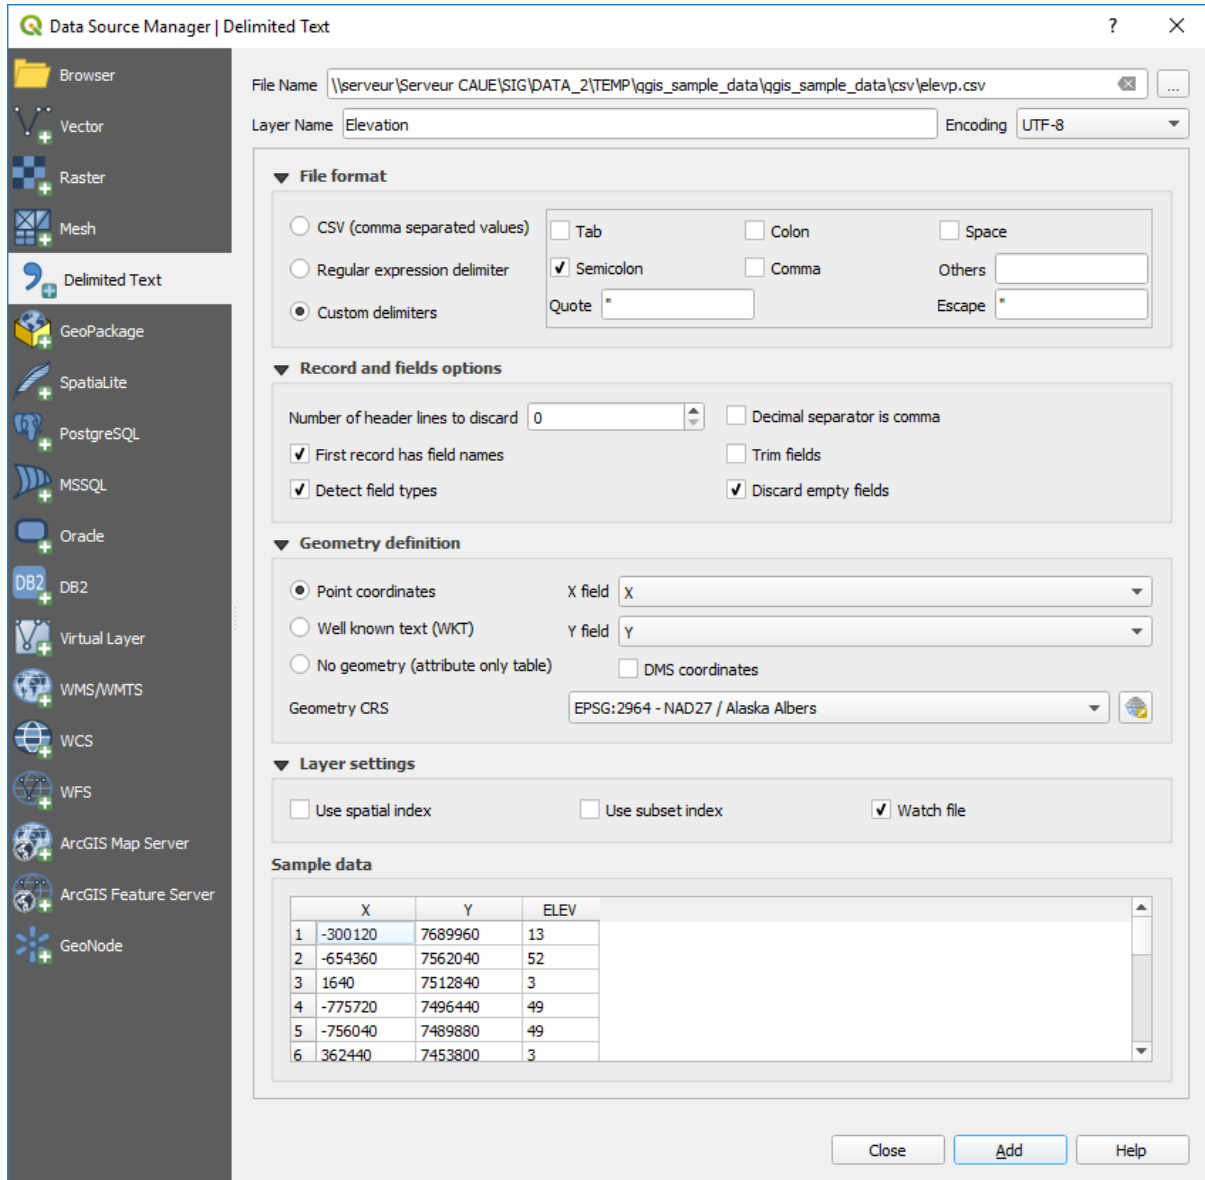 Data Source Manager | Delimited Text
?
Browser
Vector
Raster
Mesh
Delimited Text
GeoPackage
SpatiaLite
PostgreSQL
MSSQL
Oracle
DB2 DB2
Virtual Layer
WMS/WMTS
WCS
WFS
ArcGIS Map Server
ArcGIS Feature Server
GeoNode
File Name \\serveur\Serveur CAUE\SIG\DATA_2\TEMP\qgis_sample_data\qgis_sample_data\csv\elevp.csv ...
Layer Name Elevation Encoding UTF-8
File format
CSV (comma separated values) Tab Colon Space
Regular expression delimiter Semicolon Comma Others
Custom delimiters Quote " Escape "
Record and fields options
Number of header lines to discard 0 Decimal separator is comma
First record has field names Trim fields
Detect field types Discard empty fields
Geometry definition
Point coordinates X field X
Well known text (WKT) Y field Y
No geometry (attribute only table) DMS coordinates
Geometry CRS EPSG:2964 - NAD27 / Alaska Albers
Layer settings
Use spatial index Use subset index Watch file
Sample data
X Y ELEV
1 -300120 7689960 13
2 -654360 7562040 52
3 1640 7512840 3
4 -775720 7496440 49
5 -756040 7489880 49
6 362440 7453800 3
Close Add Help